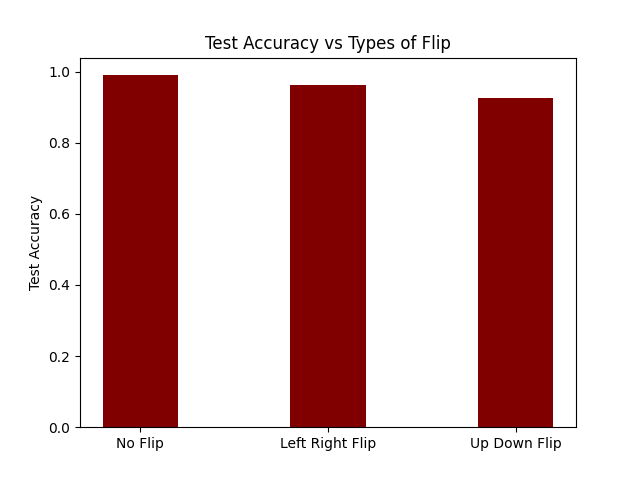 Test Accuracy vs Types of Flip
Test Accuracy
1.0
0.8
0.6
0.4
0.2
0.0
No Flip
Left Right Flip
Up Down Flip